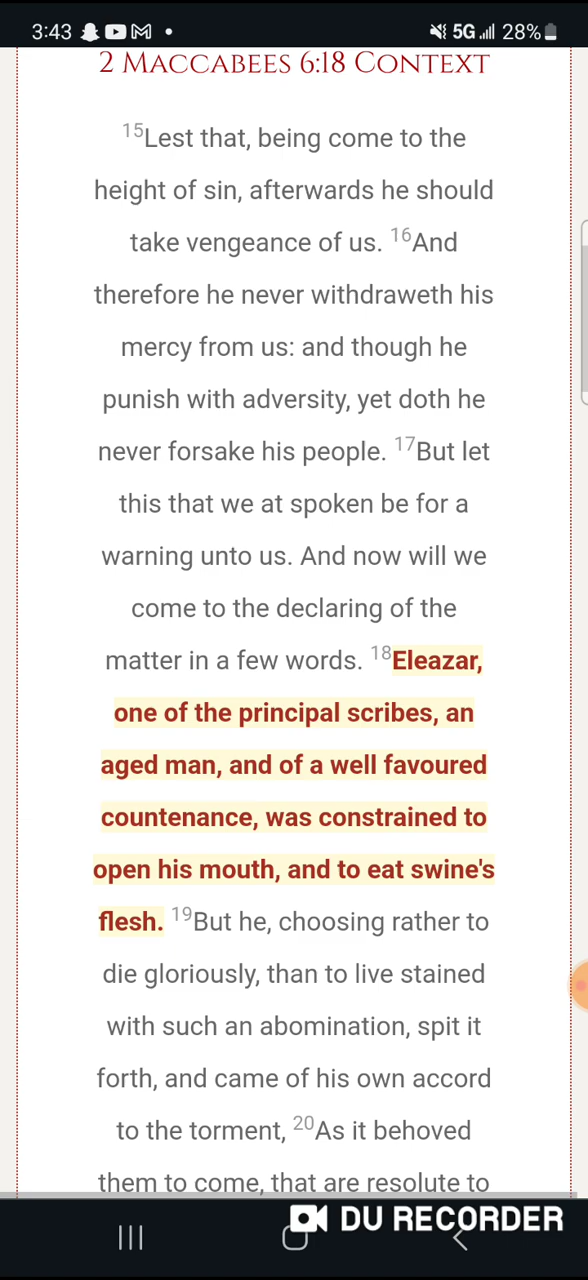 3:43 5G 28%
2 Maccabees 6:18 Context
15Lest that, being come to the
height of sin, afterwards he should
take vengeance of us. 16And
therefore he never withdraweth his
mercy from us: and though he
punish with adversity, yet doth he
never forsake his people. 17But let
this that we at spoken be for a
warning unto us. And now will we
come to the declaring of the
matter in a few words. 18Eleazar,
one of the principal scribes, an
aged man, and of a well favoured
countenance, was constrained to
open his mouth, and to eat swine's
flesh. 19But he, choosing rather to
die gloriously, than to live stained
with such an abomination, spit it
forth, and came of his own accord
to the torment, 20As it behoved
them to come, that are resolute to
DU RECORDER